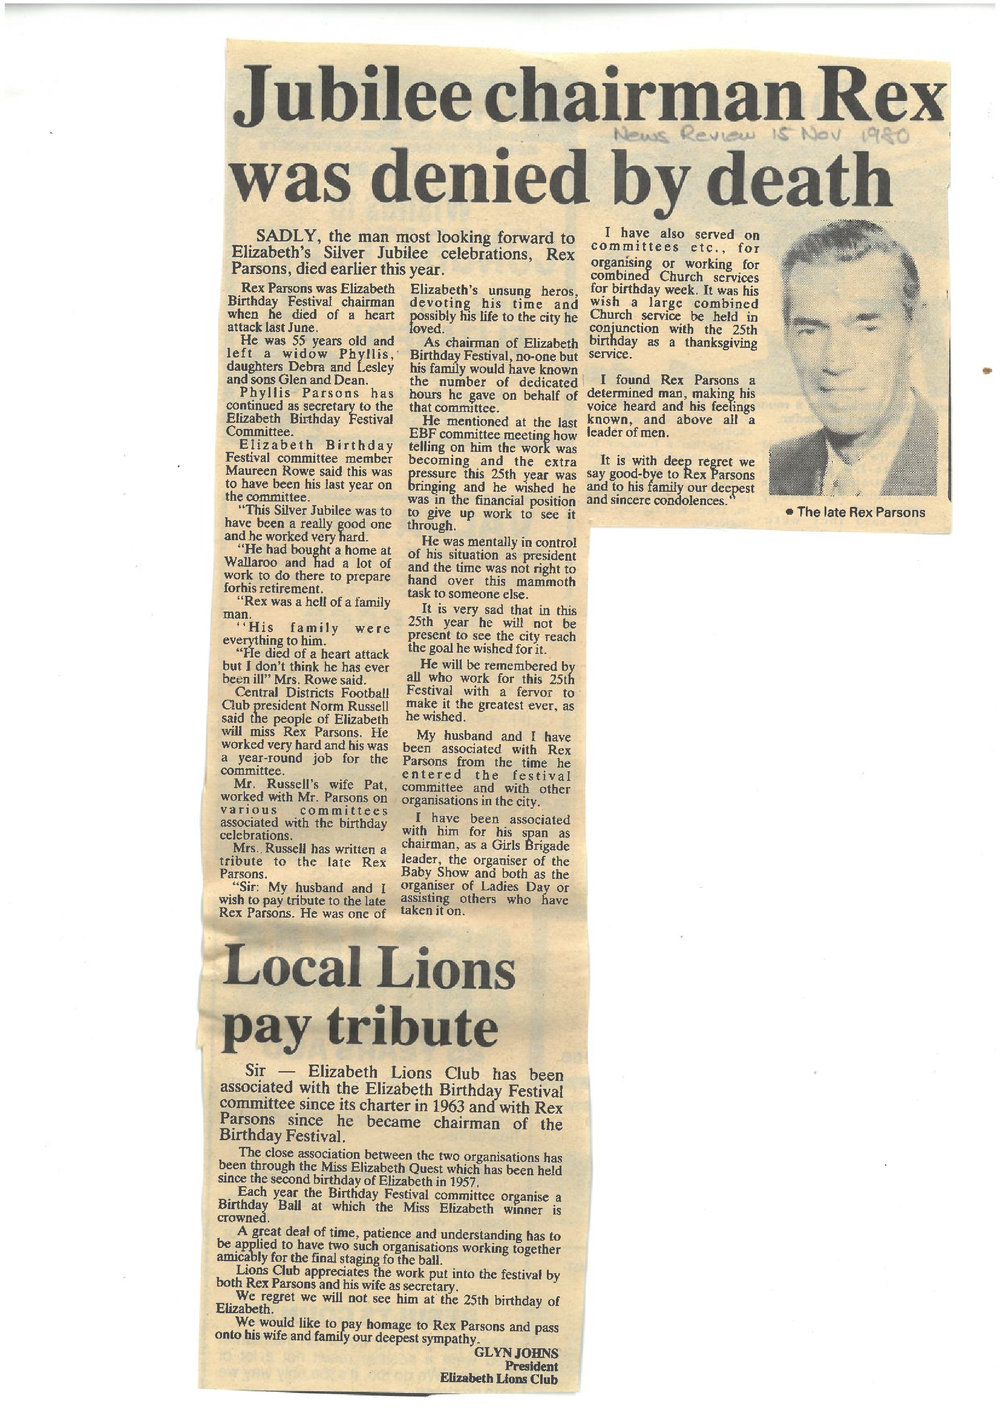 Jubilee chairman Rex
News Review 15 Nov 1980
was denied by death
SADLY, the man most looking forward to
Elizabeth's Silver Jubilee celebrations, Rex
Parsons, died earlier this year.
Rex Parsons was Elizabeth
Birthday Festival chairman
when he died of a heart
attack last June.
He was 55 years old and
left a widow Phyllis,
daughters Debra and Lesley
and sons Glen and Dean.
Phyllis Parsons has
continued as secretary to the
Elizabeth Birthday Festival
Committee.
Elizabeth Birthday
Festival committee member
Maureen Rowe said this was
to have been his last year on
the committee.
"This Silver Jubilee was to
have been a really good one
and he worked very hard.
"He had bought a home at
Wallaroo and had a lot of
work to do there to prepare
forhis retirement.
"Rex was a hell of a family
man.
"His family were
everything to him.
"He died of a heart attack
but I don't think he has ever
been ill" Mrs. Rowe said.
Central Districts Football
Club president Norm Russell
said the people of Elizabeth
will miss Rex Parsons. He
worked very hard and his was
a year-round job for the
committee.
Mr. Russell's wife Pat,
worked with Mr. Parsons on
various committees
associated with the birthday
celebrations.
Mrs. Russell has written a
tribute to the late Rex
Parsons.
"Sir: My husband and I
wish to pay tribute to the late
Rex Parsons. He was one of
Elizabeth's unsung heros,
devoting his time and
possibly his life to the city he
loved.
As chairman of Elizabeth
Birthday Festival, no-one but
his family would have known
the number of dedicated
hours he gave on behalf of
that committee.
He mentioned at the last
EBF committee meeting how
telling on him the work was
becoming and the extra
pressure this 25th year was
bringing and he wished he
was in the financial position
to give up work to see it
through.
He was mentally in control
of his situation as president
and the time was not right to
hand over this mammoth
task to someone else.
It is very sad that in this
25th year he will not be
present to see the city reach
the goal he wished for it.
He will be remembered by
all who work for this 25th
Festival with a fervor to
make it the greatest ever, as
he wished.
My husband and I have
been associated with Rex
Parsons from the time he
entered the festival
committee and with other
organisations in the city.
I have been associated
with him for his span as
chairman, as a Girls Brigade
leader, the organiser of the
Baby Show and both as the
organiser of Ladies Day or
assisting others who have
taken it on.
I have also served on
committees etc., for
organising or working for
combined Church services
for birthday week. It was his
wish a large combined
Church service be held in
conjunction with the 25th
birthday as a thanksgiving
service.
I found Rex Parsons a
determined man, making his
voice heard and his feelings
known, and above all a
leader of men.
It is with deep regret we
say good-bye to Rex Parsons
and to his family our deepest
and sincere condolences."
• The late Rex Parsons
Local Lions
pay tribute
Sir — Elizabeth Lions Club has been
associated with the Elizabeth Birthday Festival
committee since its charter in 1963 and with Rex
Parsons since he became chairman of the
Birthday Festival.
The close association between the two organisations has
been through the Miss Elizabeth Quest which has been held
since the second birthday of Elizabeth in 1957.
Each year the Birthday Festival committee organise a
Birthday Ball at which the Miss Elizabeth winner is
crowned.
A great deal of time, patience and understanding has to
be applied to have two such organisations working together
amicably for the final staging fo the ball.
Lions Club appreciates the work put into the festival by
both Rex Parsons and his wife as secretary.
We regret we will not see him at the 25th birthday of
Elizabeth.
We would like to pay homage to Rex Parsons and pass
onto his wife and family our deepest sympathy.
GLYN JOHNS
President
Elizabeth Lions Club